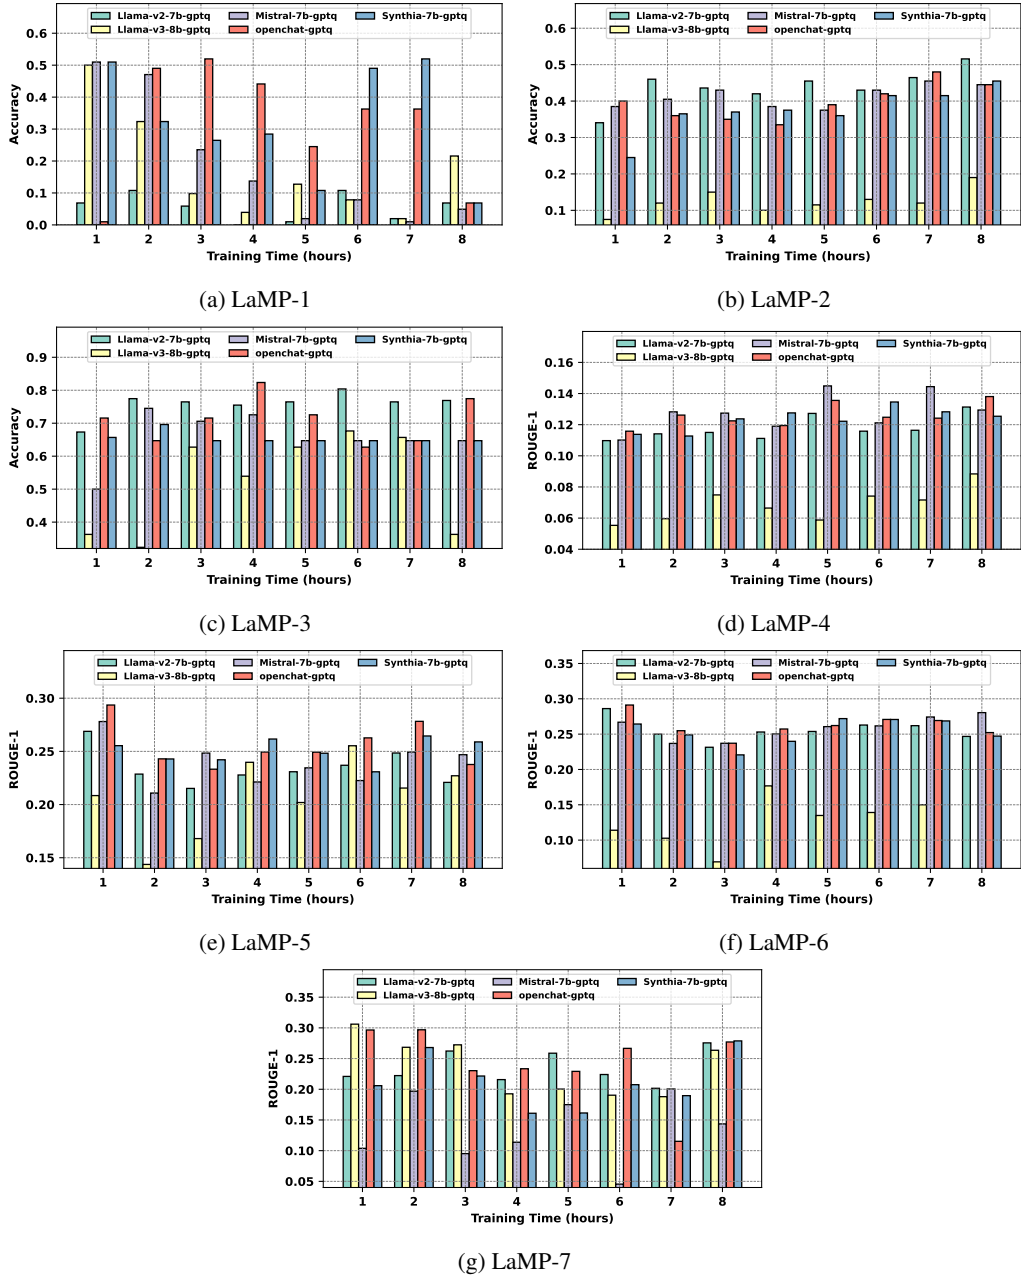 Llama-v2-7b-gptq Mistral-7b-gptq Synthia-7b-gptq
Llama-v3-8b-gptq openchat-gptq
0.6
0.5
0.4
0.3
0.2
0.1
0.0
Accuracy
1 2 3 4 5 6 7 8
Training Time (hours)
(a) LaMP-1
Llama-v2-7b-gptq Mistral-7b-gptq Synthia-7b-gptq
Llama-v3-8b-gptq openchat-gptq
0.6
0.5
0.4
0.3
0.2
0.1
Accuracy
1 2 3 4 5 6 7 8
Training Time (hours)
(b) LaMP-2
Llama-v2-7b-gptq Mistral-7b-gptq Synthia-7b-gptq
Llama-v3-8b-gptq openchat-gptq
0.9
0.8
0.7
0.6
0.5
0.4
Accuracy
1 2 3 4 5 6 7 8
Training Time (hours)
(c) LaMP-3
Llama-v2-7b-gptq Mistral-7b-gptq Synthia-7b-gptq
Llama-v3-8b-gptq openchat-gptq
0.16
0.14
0.12
0.10
0.08
0.06
0.04
ROUGE-1
1 2 3 4 5 6 7 8
Training Time (hours)
(d) LaMP-4
Llama-v2-7b-gptq Mistral-7b-gptq Synthia-7b-gptq
Llama-v3-8b-gptq openchat-gptq
0.30
0.25
0.20
0.15
ROUGE-1
1 2 3 4 5 6 7 8
Training Time (hours)
(e) LaMP-5
Llama-v2-7b-gptq Mistral-7b-gptq Synthia-7b-gptq
Llama-v3-8b-gptq openchat-gptq
0.35
0.30
0.25
0.20
0.15
0.10
ROUGE-1
1 2 3 4 5 6 7 8
Training Time (hours)
(f) LaMP-6
Llama-v2-7b-gptq Mistral-7b-gptq Synthia-7b-gptq
Llama-v3-8b-gptq openchat-gptq
0.35
0.30
0.25
0.20
0.15
0.10
0.05
ROUGE-1
1 2 3 4 5 6 7 8
Training Time (hours)
(g) LaMP-7